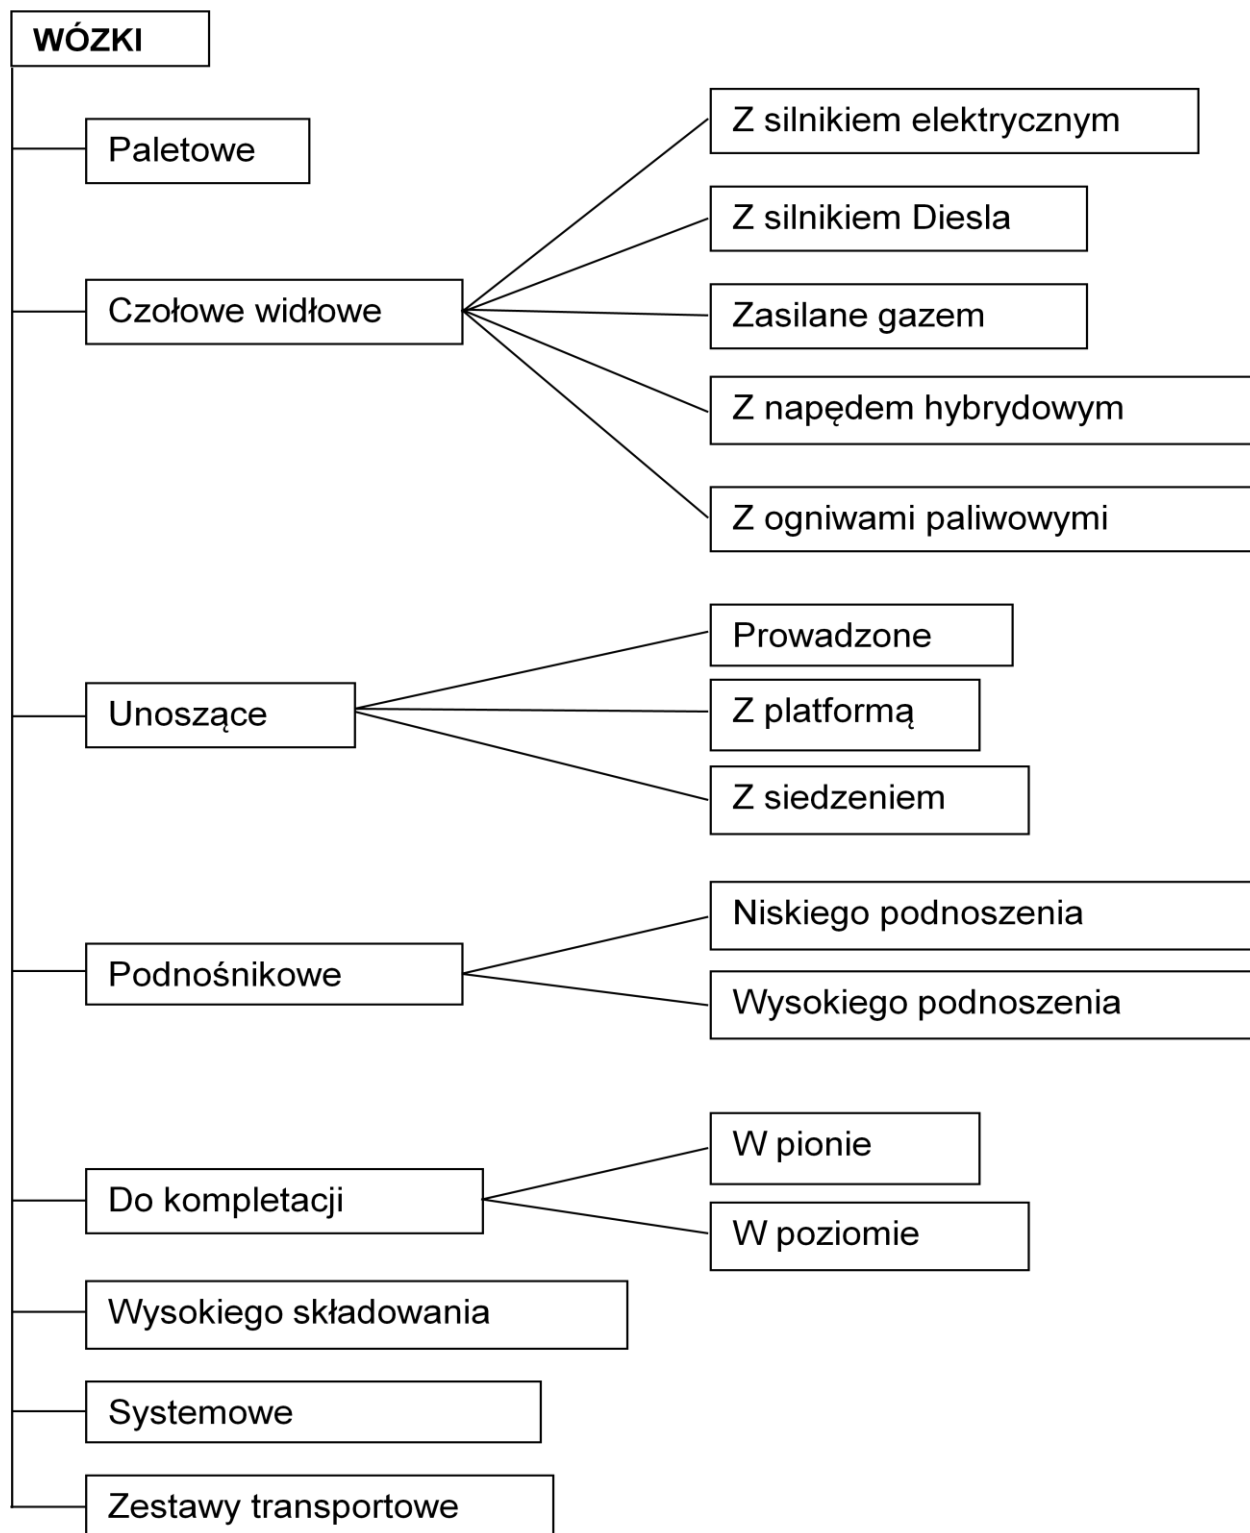 WÓZKI
Paletowe
Czołowe widłowe
Z silnikiem elektrycznym
Z silnikiem Diesla
Zasilane gazem
Z napędem hybrydowym
Z ogniwami paliwowymi
Unoszące
Prowadzone
Z platformą
Z siedzeniem
Podnośnikowe
Niskiego podnoszenia
Wysokiego podnoszenia
Do kompletacji
W pionie
W poziomie
Wysokiego składowania
Systemowe
Zestawy transportowe